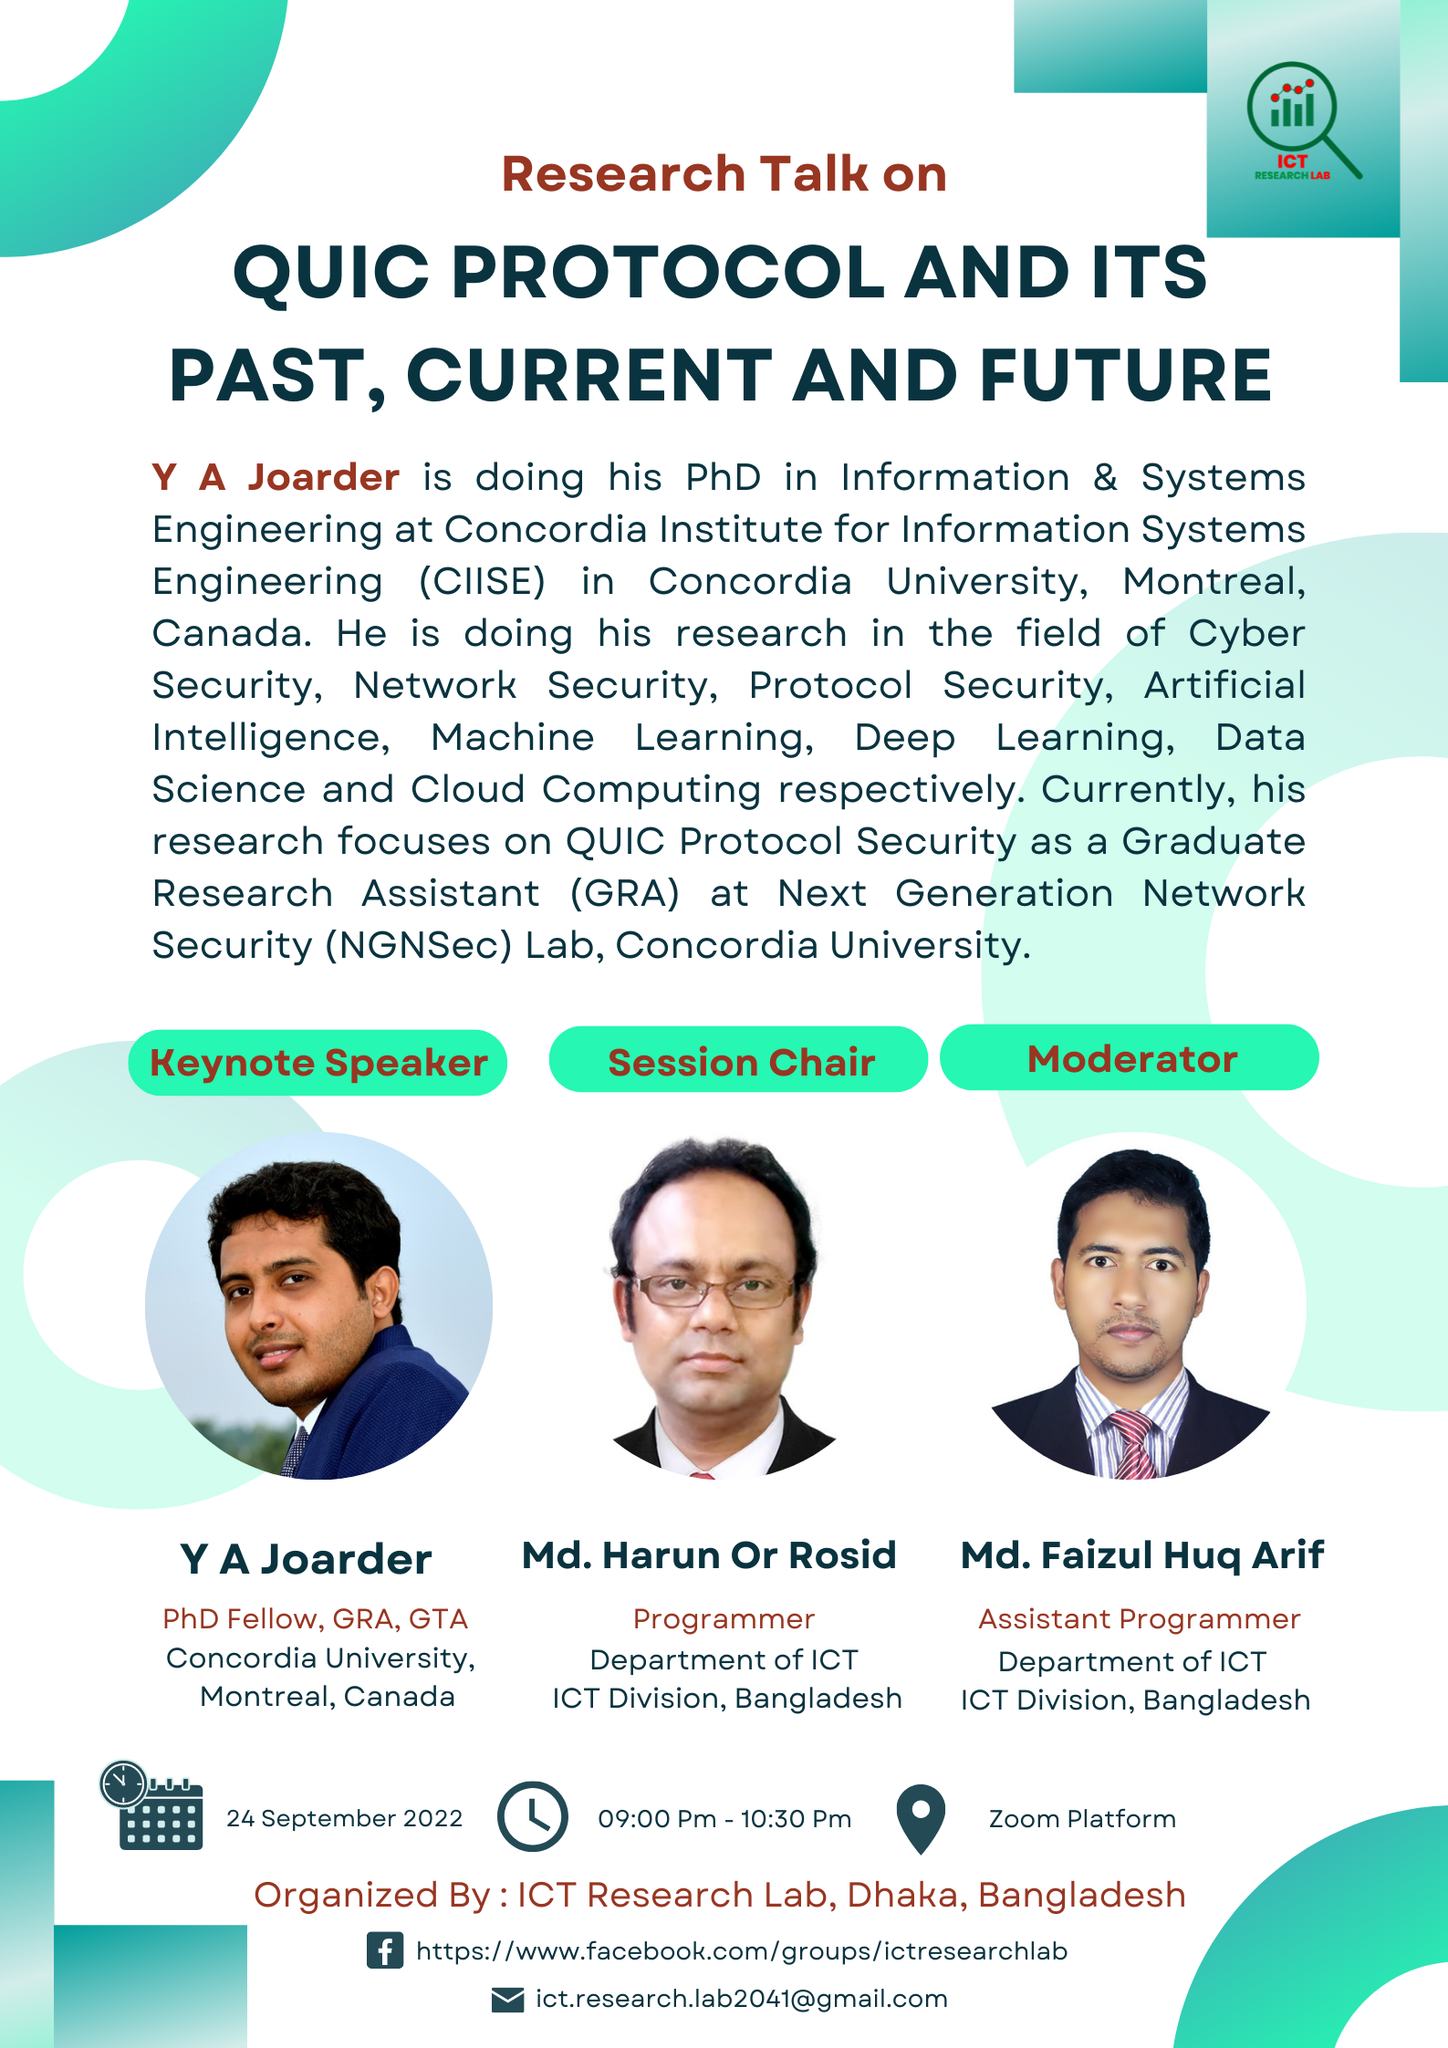 ICT
RESEARCH LAB
Research Talk on
QUIC PROTOCOL AND ITS
PAST, CURRENT AND FUTURE
Y A Joarder is doing his PhD in Information & Systems
Engineering at Concordia Institute for Information Systems
Engineering (CIISE) in Concordia University, Montreal,
Canada. He is doing his research in the field of Cyber
Security, Network Security, Protocol Security, Artificial
Intelligence, Machine Learning, Deep Learning, Data
Science and Cloud Computing respectively. Currently, his
research focuses on QUIC Protocol Security as a Graduate
Research Assistant (GRA) at Next Generation Network
Security (NGNSec) Lab, Concordia University.
Keynote Speaker
Y A Joarder
PhD Fellow, GRA, GTA
Concordia University,
Montreal, Canada
Session Chair
Md. Harun Or Rosid
Programmer
Department of ICT
ICT Division, Bangladesh
Moderator
Md. Faizul Huq Arif
Assistant Programmer
Department of ICT
ICT Division, Bangladesh
24 September 2022
09:00 Pm - 10:30 Pm
Zoom Platform
Organized By : ICT Research Lab, Dhaka, Bangladesh
https://www.facebook.com/groups/ictresearchlab
ict.research.lab2041@gmail.com